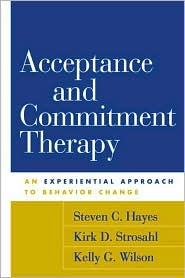 Acceptance
and
Commitment
Therapy
AN EXPERIENTIAL APPROACH
TO BEHAVIOR CHANGE
Steven C. Hayes
Kirk D. Strosahl
Kelly G. Wilson